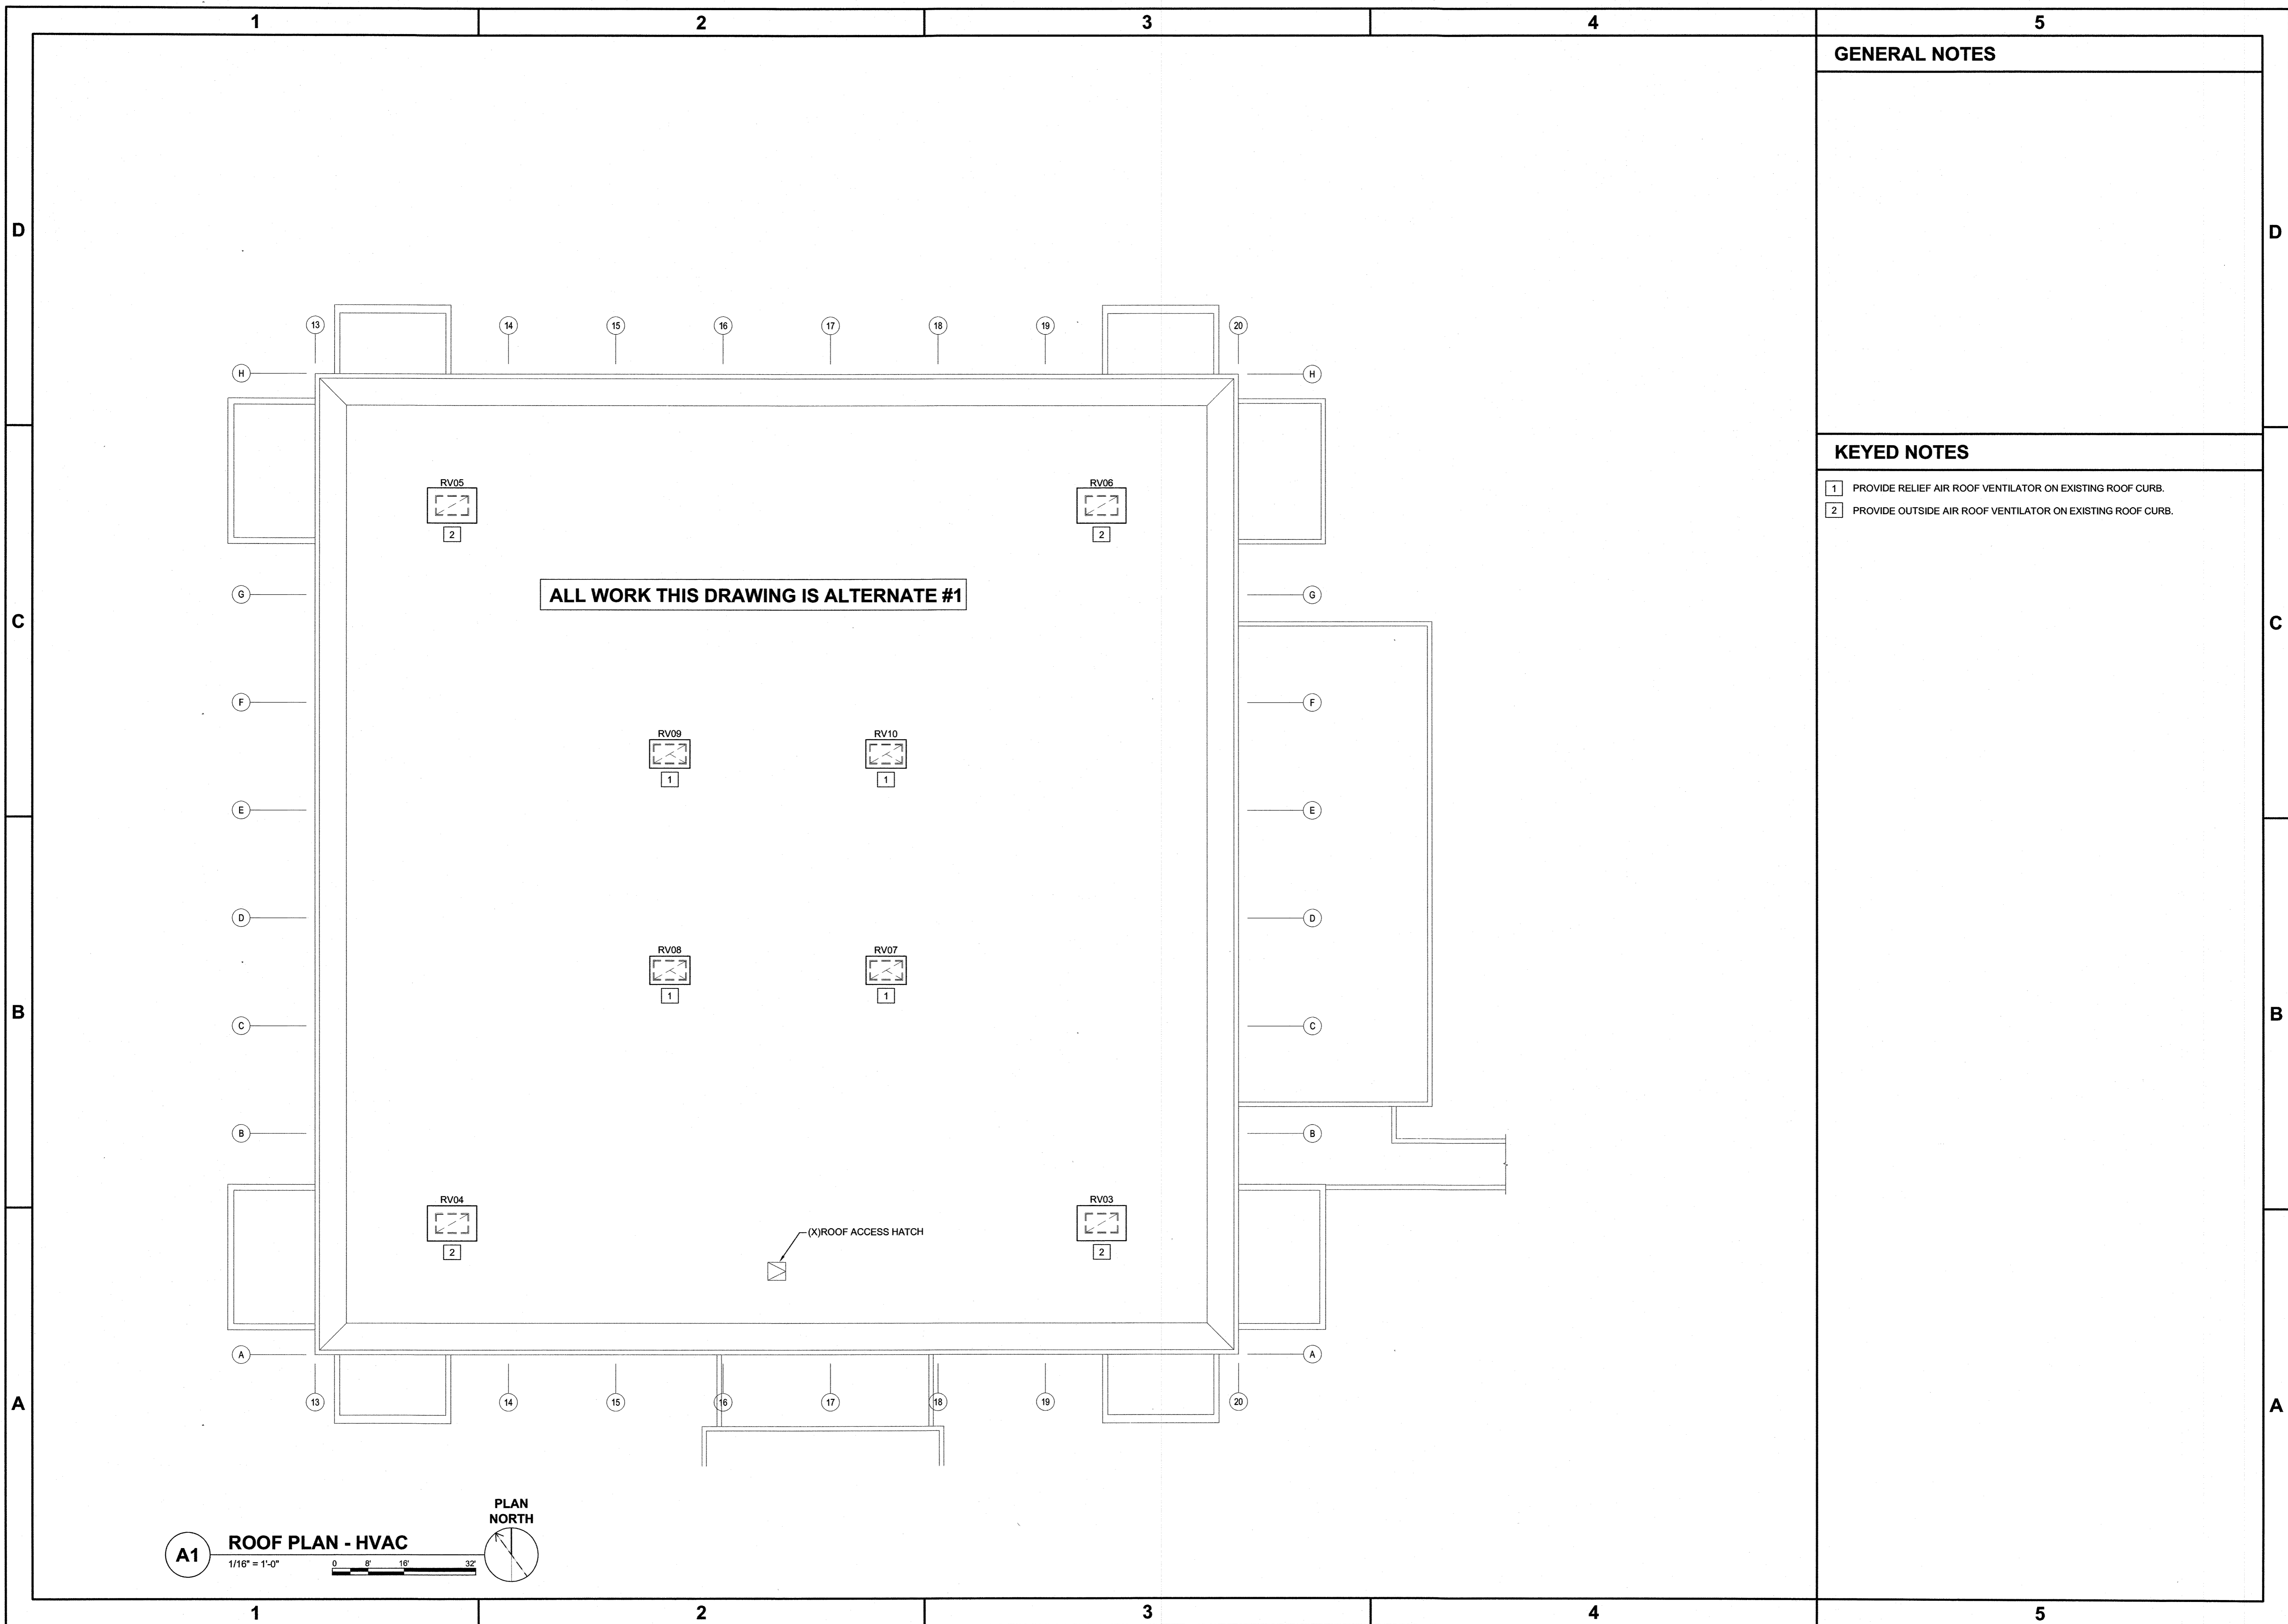 1 2 3 4 5
GENERAL NOTES
D D
13 14 15 16 17 18 19 20
H H
KEYED NOTES
1 PROVIDE RELIEF AIR ROOF VENTILATOR ON EXISTING ROOF CURB.
2 PROVIDE OUTSIDE AIR ROOF VENTILATOR ON EXISTING ROOF CURB.
RV05 RV06
2 2
G G
ALL WORK THIS DRAWING IS ALTERNATE #1
C C
F F
RV09 RV10
1 1
E E
D D
RV08 RV07
1 1
B B
C C
B B
RV04 RV03
(X)ROOF ACCESS HATCH
2 2
A A
13 14 15 16 17 18 19 20
A A
PLAN
NORTH
A1 ROOF PLAN - HVAC
1/16" = 1'-0" 0 8' 16' 32'
1 2 3 4 5